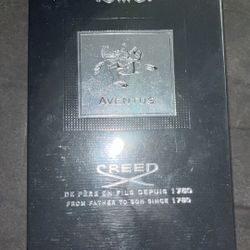 AVENTUS
CREED
DE PÈRE EN FILS DEPUIS 1760
FROM FATHER TO SON SINCE 1760